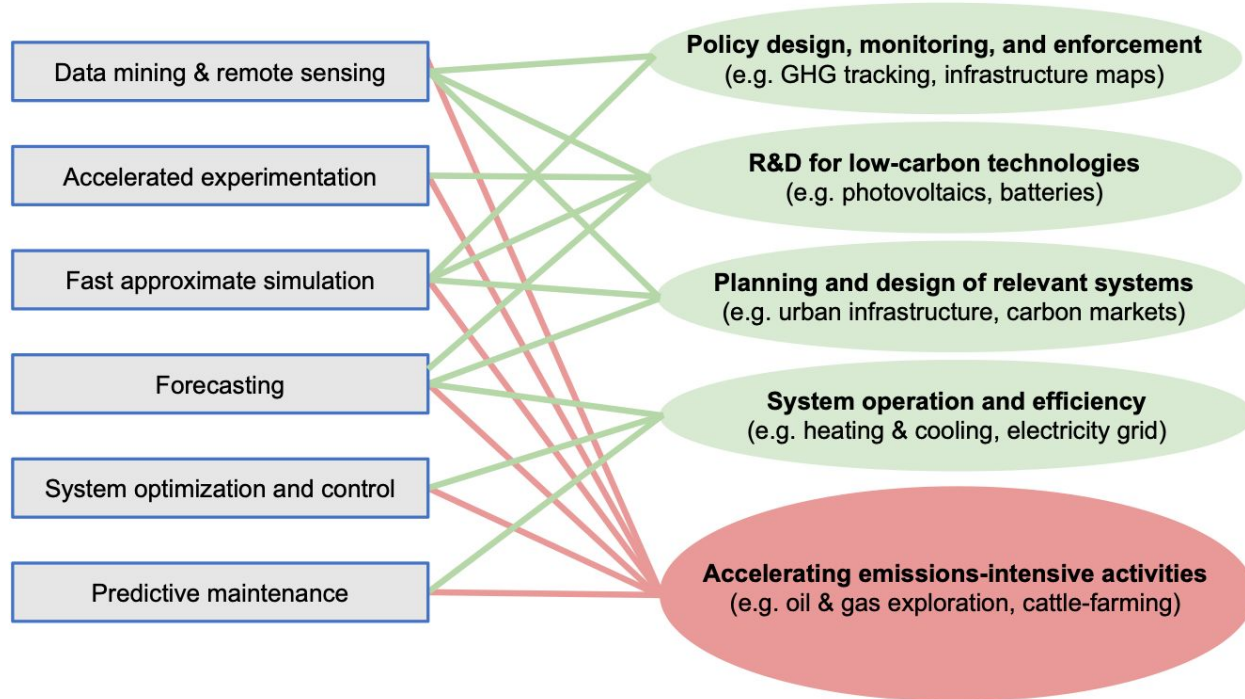 Data mining & remote sensing
Accelerated experimentation
Fast approximate simulation
Forecasting
System optimization and control
Predictive maintenance
Policy design, monitoring, and enforcement
(e.g. GHG tracking, infrastructure maps)
R&D for low-carbon technologies
(e.g. photovoltaics, batteries)
Planning and design of relevant systems
(e.g. urban infrastructure, carbon markets)
System operation and efficiency
(e.g. heating & cooling, electricity grid)
Accelerating emissions-intensive activities
(e.g. oil & gas exploration, cattle-farming)